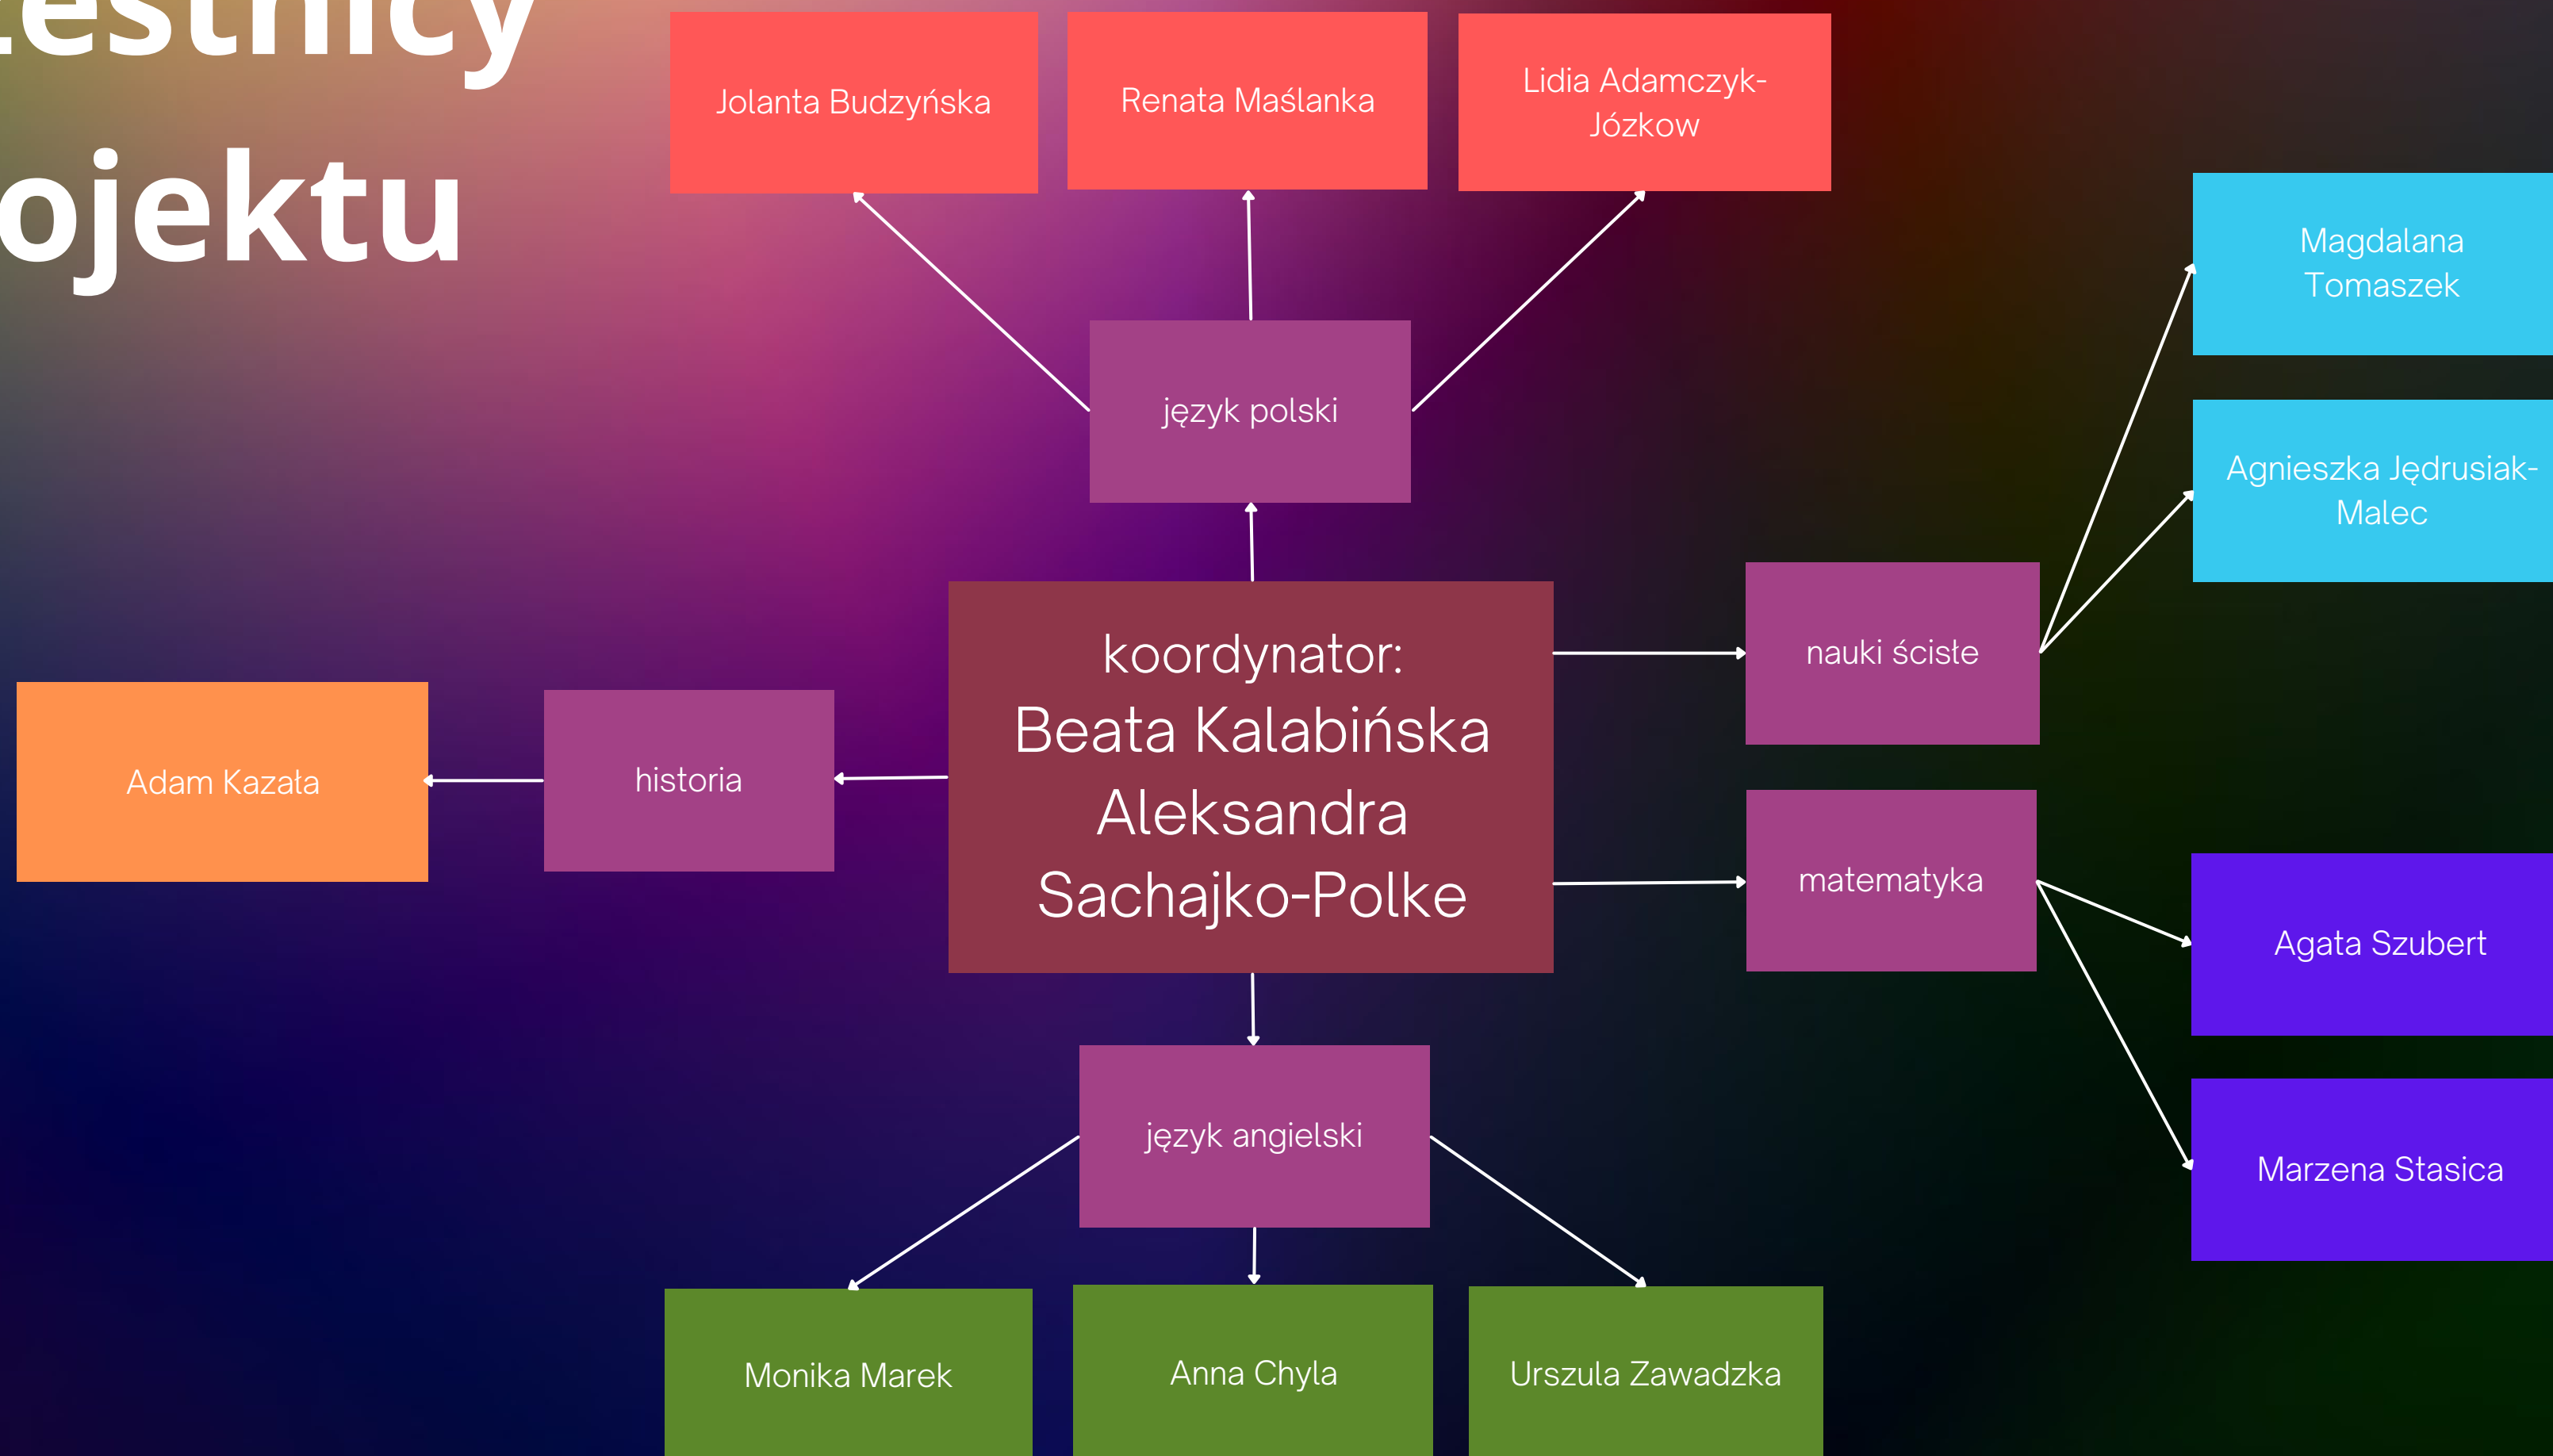 estnicy
ojektu
Jolanta Budzyńska
Renata Maślanka
Lidia Adamczyk-
Józkow
Magdalana
Tomaszek
język polski
Agnieszka Jędrusiak-
Malec
nauki ścisłe
koordynator:
Beata Kalabińska
Aleksandra
Sachajko-Polke
Adam Kazała
historia
matematyka
Agata Szubert
język angielski
Marzena Stasica
Monika Marek
Anna Chyla
Urszula Zawadzka